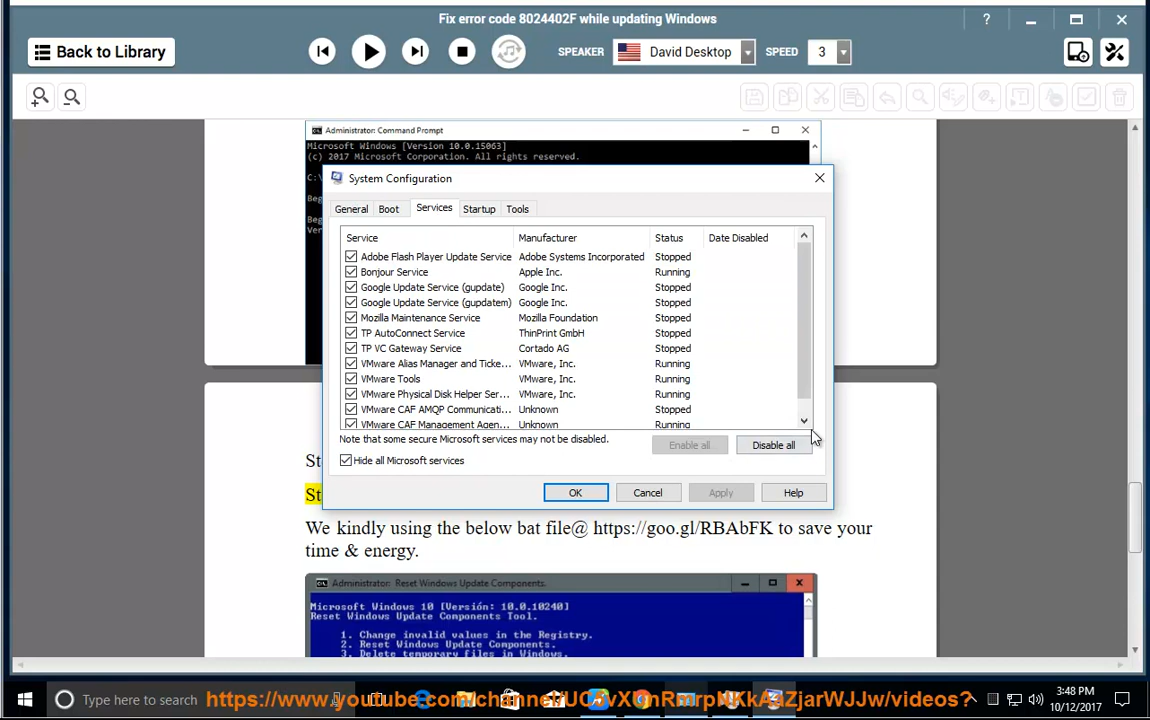 Fix error code 8024402F while updating Windows
?
Back to Library
SPEAKER
David Desktop
SPEED
3
Administrator: Command Prompt
Microsoft Windows [Version 10.0.15063]
(c) 2017 Microsoft Corporation. All rights reserved.
C:\
Beg
Beg
Ver
System Configuration
General Boot Services Startup Tools
Service Manufacturer Status Date Disabled
Adobe Flash Player Update Service Adobe Systems Incorporated Stopped
Bonjour Service Apple Inc. Running
Google Update Service (gupdate) Google Inc. Stopped
Google Update Service (gupdatem) Google Inc. Stopped
Mozilla Maintenance Service Mozilla Foundation Stopped
TP AutoConnect Service ThinPrint GmbH Stopped
TP VC Gateway Service Cortado AG Stopped
VMware Alias Manager and Ticke... VMware, Inc. Running
VMware Tools VMware, Inc. Running
VMware Physical Disk Helper Ser... VMware, Inc. Running
VMware CAF AMQP Communicati... Unknown Stopped
VMware CAF Management Agen... Unknown Running
Note that some secure Microsoft services may not be disabled.
Enable all Disable all
Hide all Microsoft services
OK Cancel Apply Help
St
St
We kindly using the below bat file@ https://goo.gl/RBAbFK to save your
time & energy.
Administrator: Reset Windows Update Components.
Microsoft Windows 10 [Versión: 10.0.10240]
Reset Windows Update Components Tool.
1. Change invalid values in the Registry.
2. Reset Windows Update Components.
3. Delete temporary files in Windows.
Type here to search
3:48 PM
10/12/2017